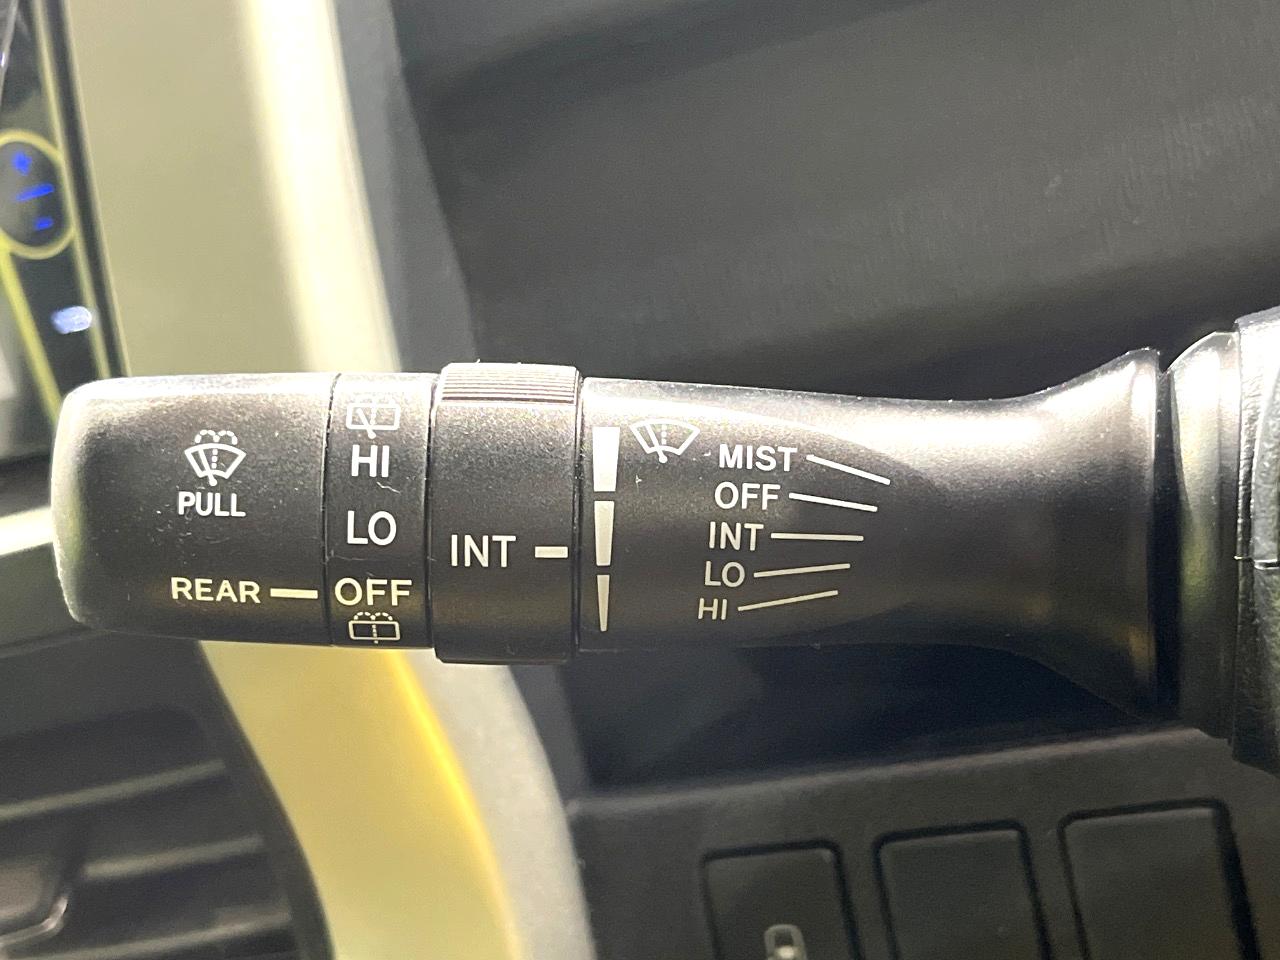 PULL
REAR
HI
LO
OFF
INT
MIST
OFF
INT
LO
HI